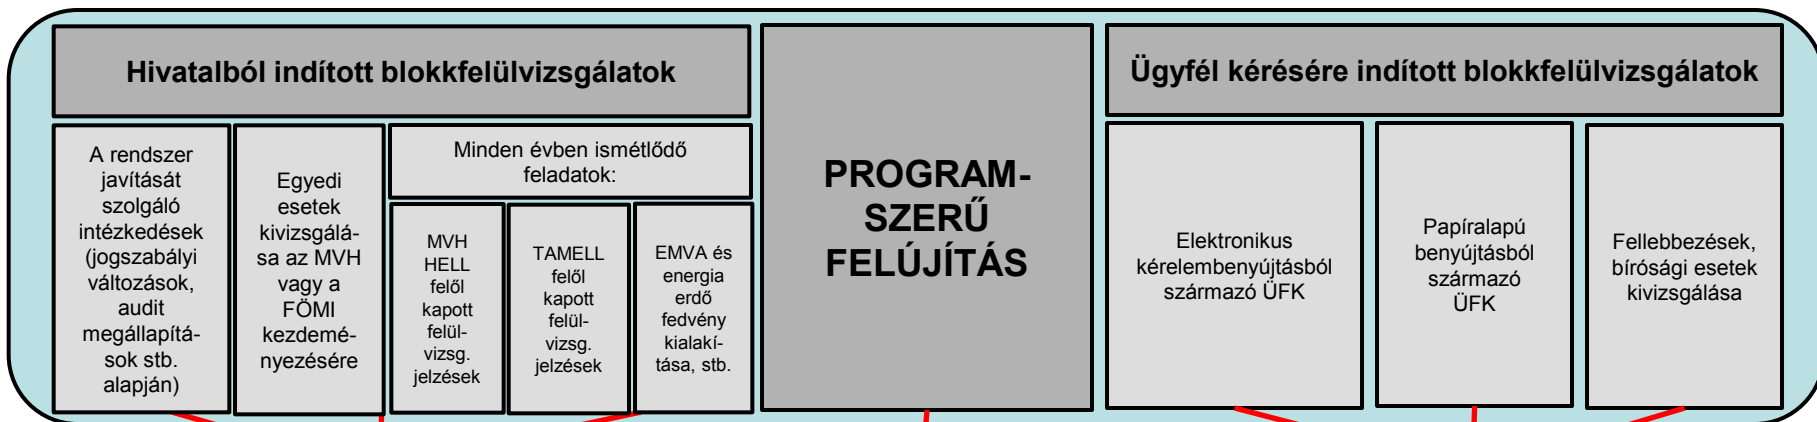 Hivatalból indított blokkfelülvizsgálatok
A rendszer
javítását
szolgáló
intézkedések
(jogszabályi
változások,
audit
megállapítá-
sok stb.
alapján)
Egyedi
esetek
kivizsgálá-
sa az MVH
vagy a
FÖMI
kezdemé-
nyezésére
Minden évben ismétlődő
feladatok:
MVH
HELL
felől
kapott
felül-
vizsg.
jelzések
TAMELL
felől
kapott
felül-
vizsg.
jelzések
EMVA és
energia
erdő
fedvény
kialakí-
tása, stb.
PROGRAM-
SZERŰ
FELÚJÍTÁS
Ügyfél kérésére indított blokkfelülvizsgálatok
Elektronikus
kérelembenyújtásból
származó ÜFK
Papíralapú
benyújtásból
származó
ÜFK
Fellebbezések,
bírósági esetek
kivizsgálása